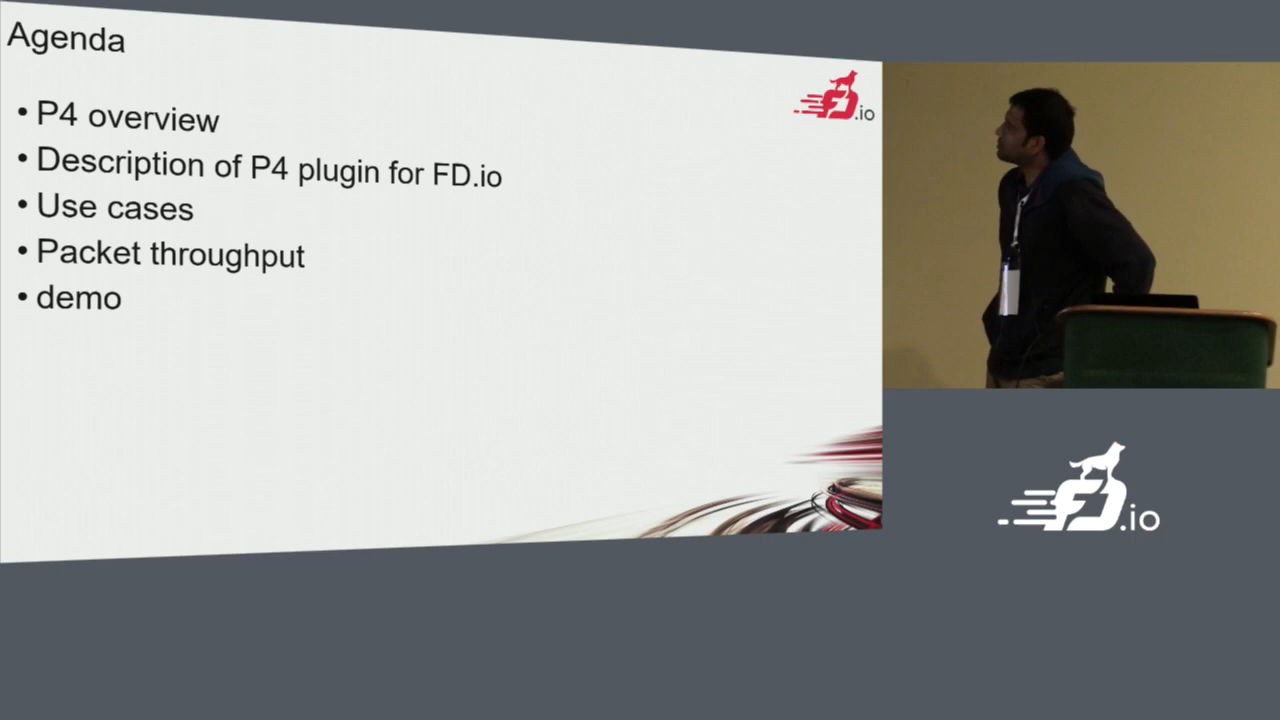 Agenda
FD.io
• P4 overview
• Description of P4 plugin for FD.io
• Use cases
• Packet throughput
• demo
FD.io